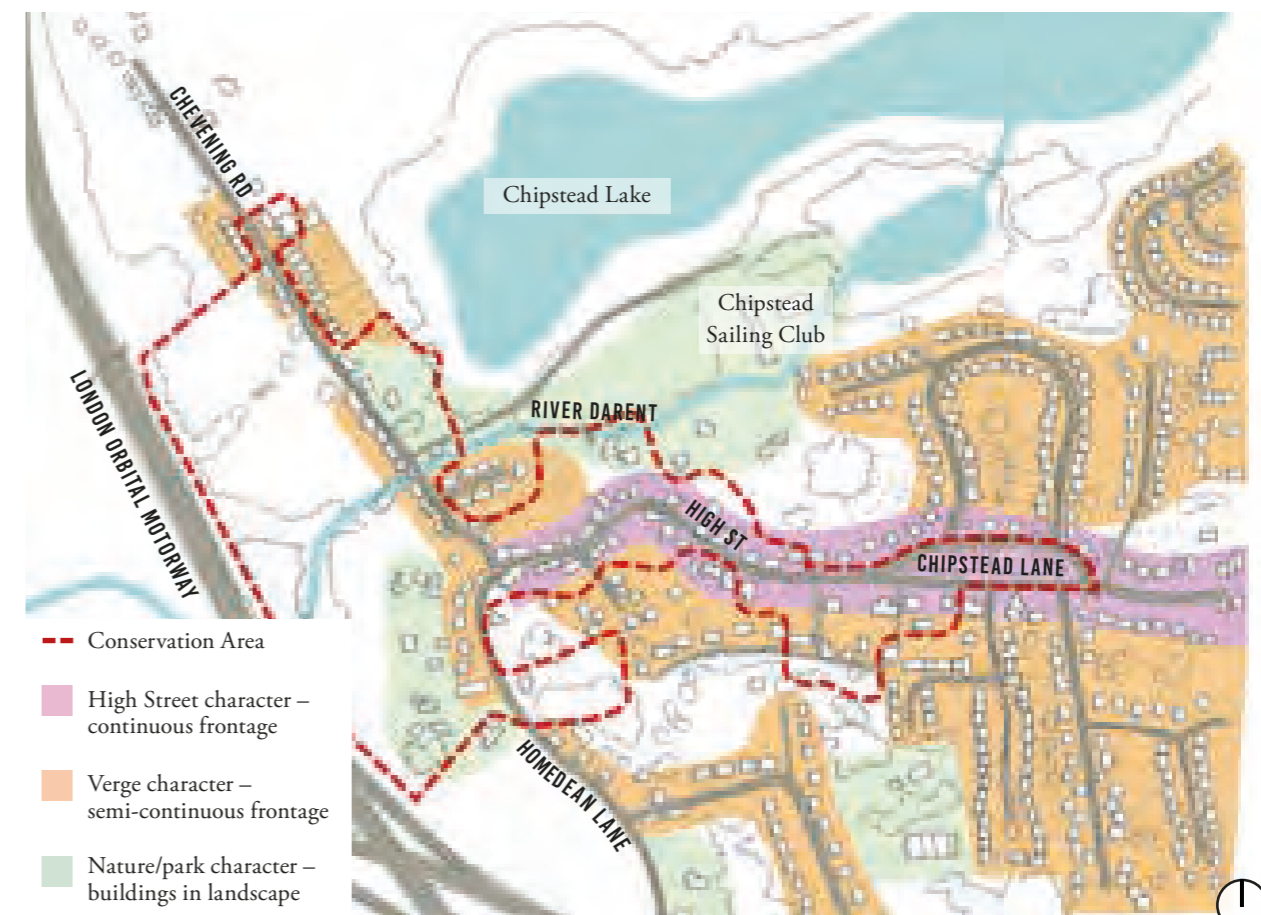 CHEVENING RD
Chipstead Lake
Chipstead
Sailing Club
LONDON ORBITAL MOTORWAY
RIVER DARENT
HIGH ST
CHIPSTEAD LANE
HOMEDEAN LANE
Conservation Area
High Street character –
continuous frontage
Verge character –
semi-continuous frontage
Nature/park character –
buildings in landscape